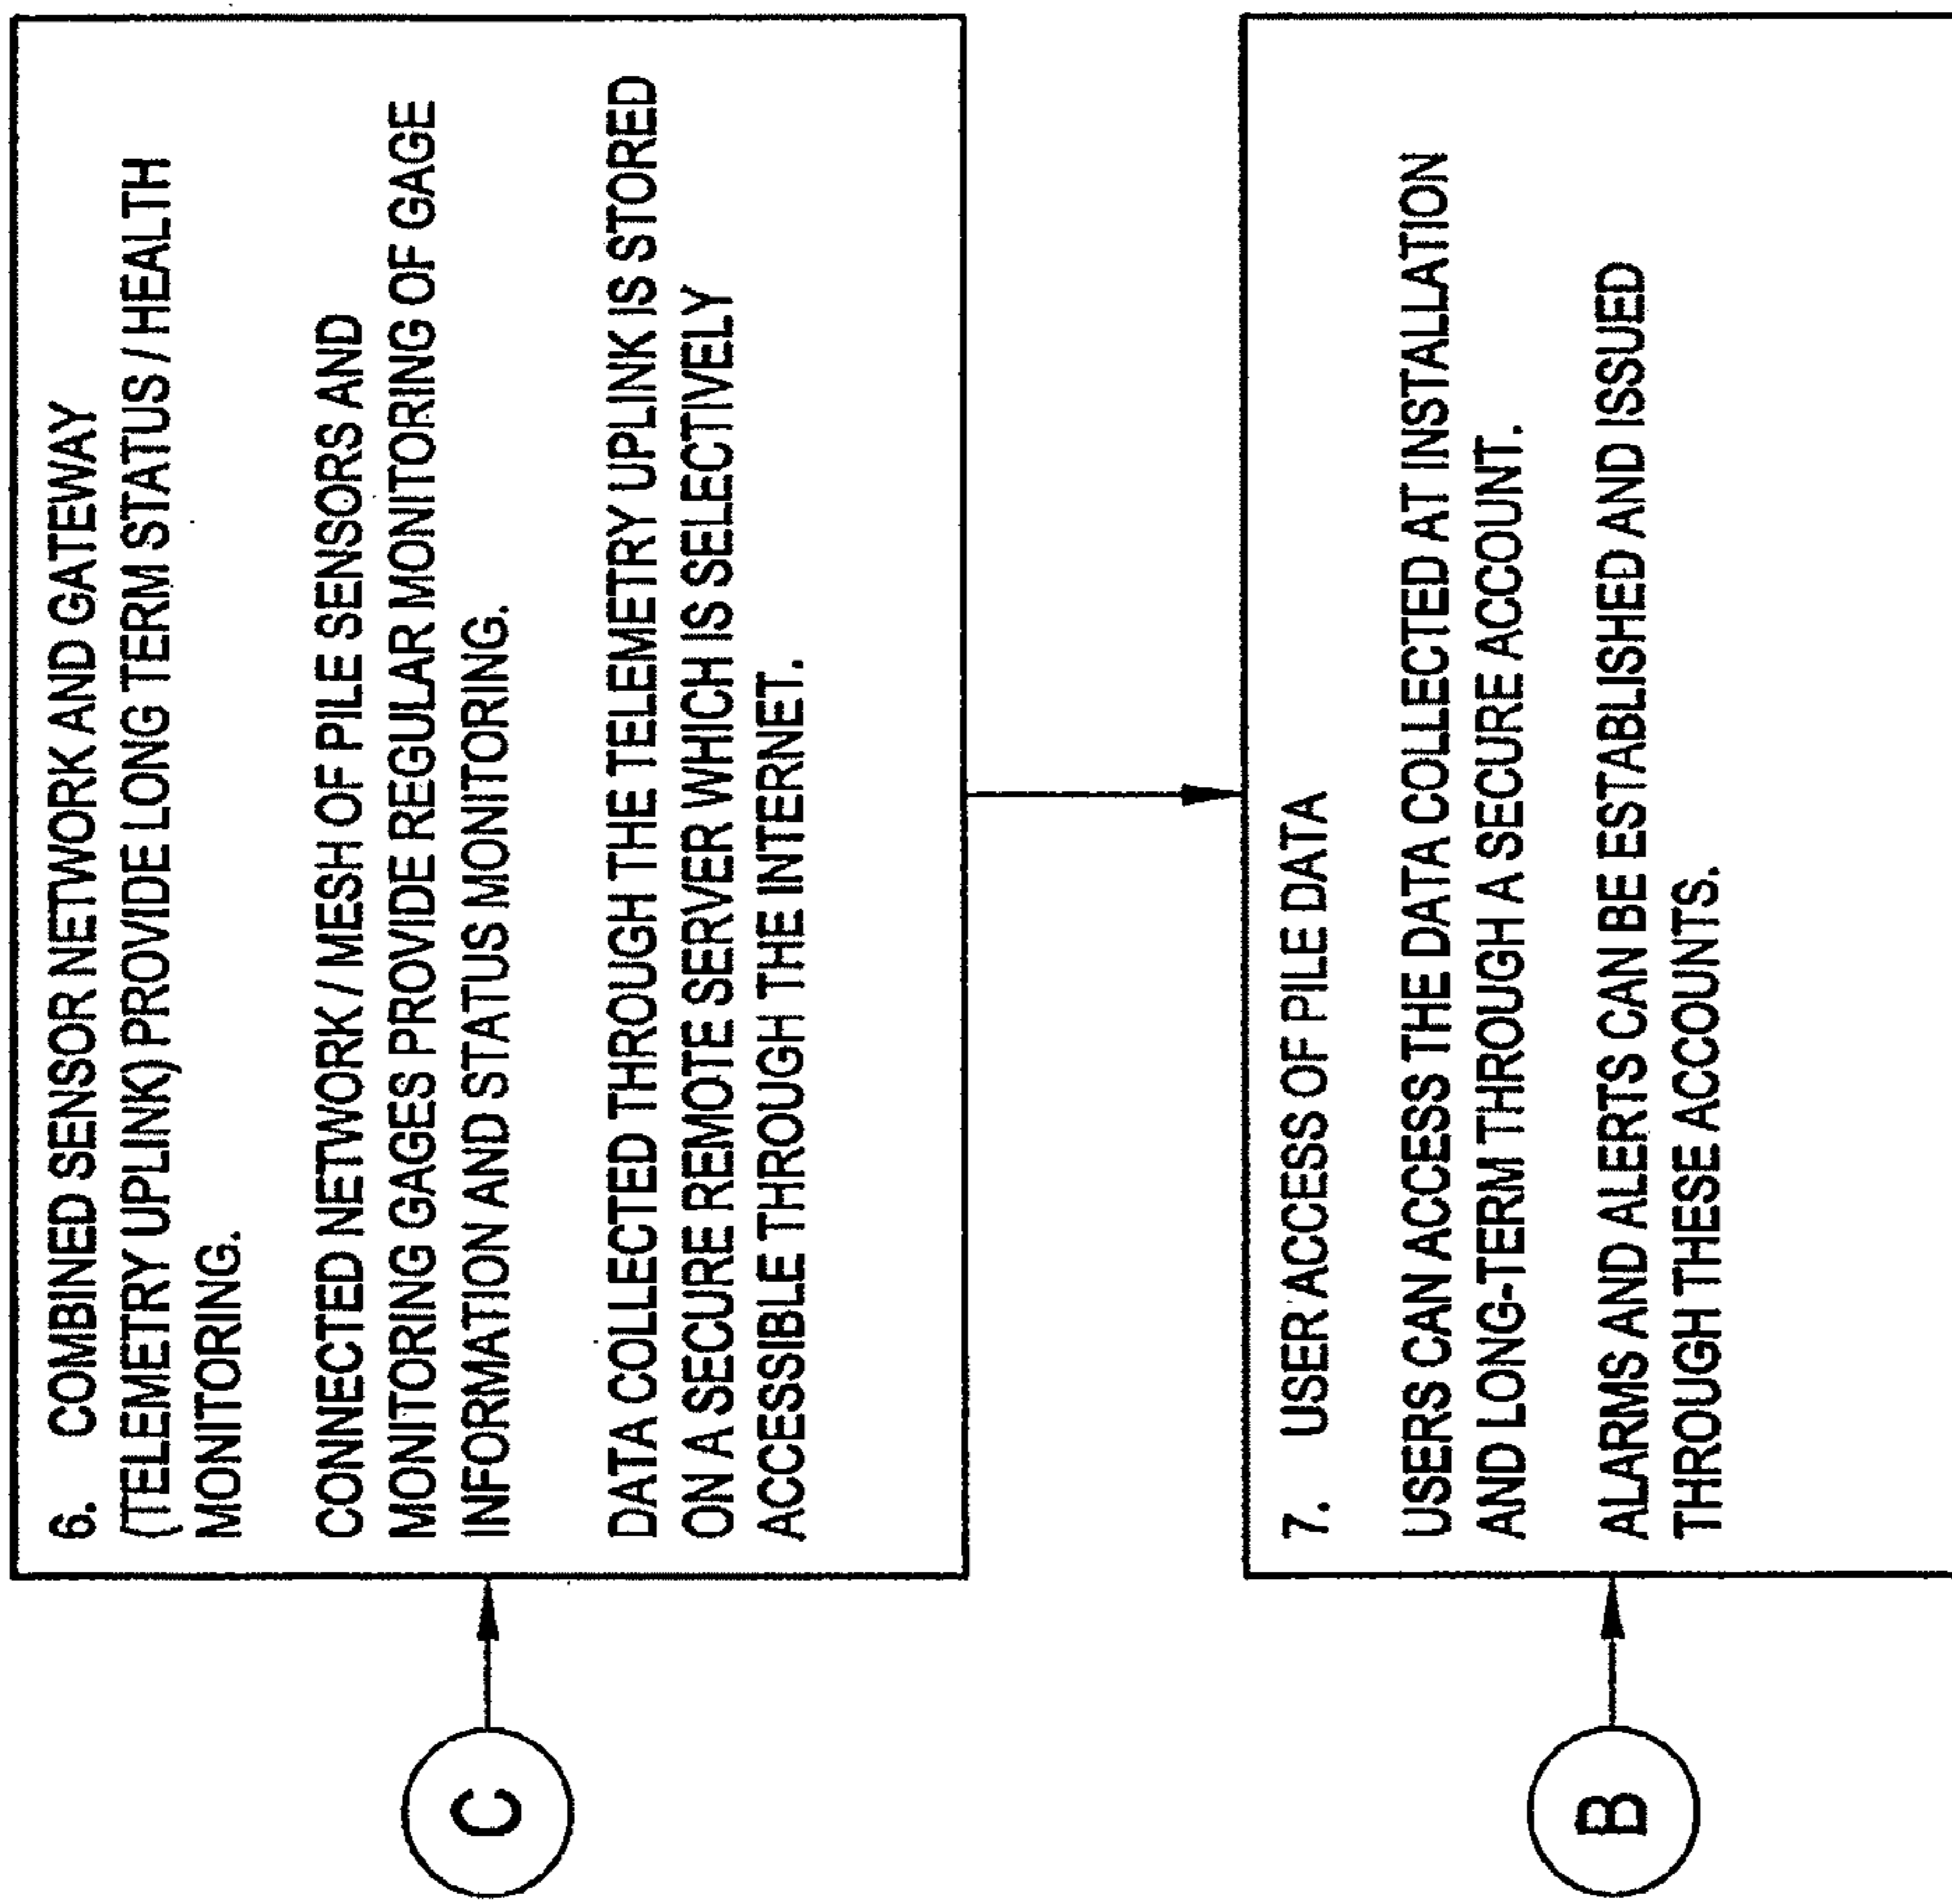 6. COMBINED SENSOR NETWORK AND GATEWAY
(TELEMETRY UPLINK) PROVIDE LONG TERM STATUS / HEALTH
MONITORING.
CONNECTED NETWORK / MESH OF PILE SENSORS AND
MONITORING GAGES PROVIDE REGULAR MONITORING OF GAGE
INFORMATION AND STATUS MONITORING.
DATA COLLECTED THROUGH THE TELEMETRY UPLINK IS STORED
ON A SECURE REMOTE SERVER WHICH IS SELECTIVELY
ACCESSIBLE THROUGH THE INTERNET.
C
7. USER ACCESS OF PILE DATA
USERS CAN ACCESS THE DATA COLLECTED AT INSTALLATION
AND LONG-TERM THROUGH A SECURE ACCOUNT.
ALARMS AND ALERTS CAN BE ESTABLISHED AND ISSUED
THROUGH THESE ACCOUNTS.
B